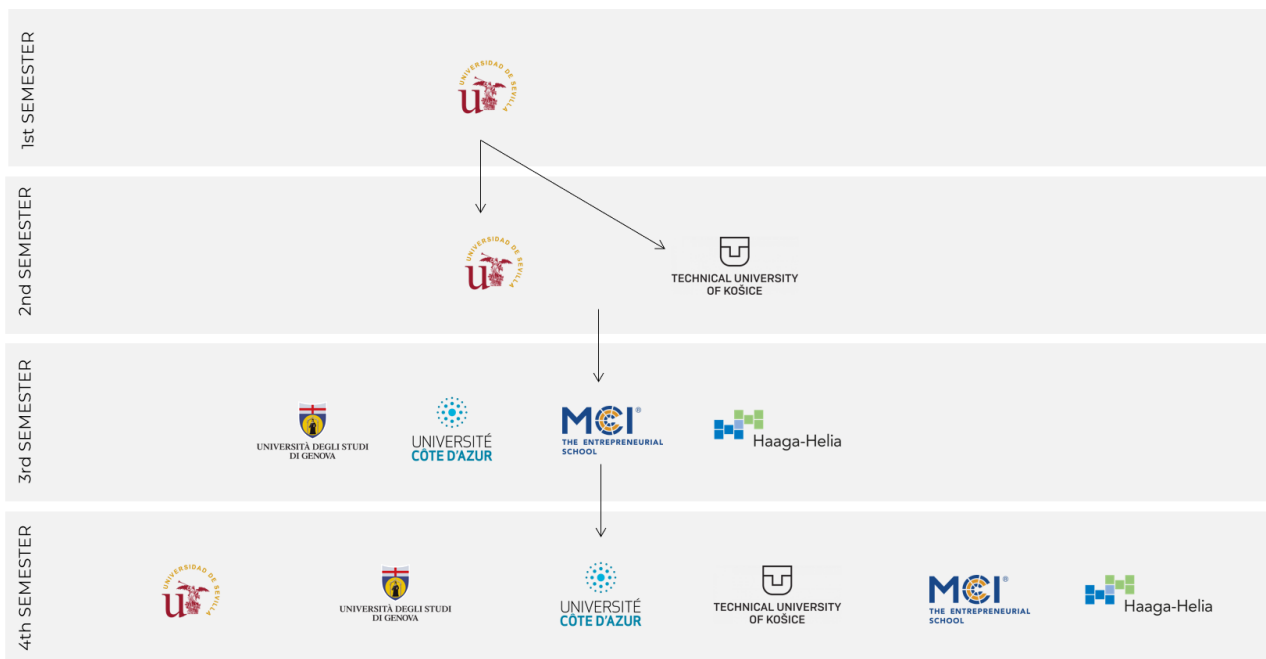 1st SEMESTER
UNIVERSIDAD DE SEVILLA
u
2nd SEMESTER
UNIVERSIDAD DE SEVILLA
u
TECHNICAL UNIVERSITY
OF KOŠICE
3rd SEMESTER
UNIVERSITÀ DEGLI STUDI
DI GENOVA
UNIVERSITÉ
CÔTE D'AZUR
MCI®
THE ENTREPRENEURIAL
SCHOOL
Haaga-Helia
4th SEMESTER
UNIVERSIDAD DE SEVILLA
u
UNIVERSITÀ DEGLI STUDI
DI GENOVA
UNIVERSITÉ
CÔTE D'AZUR
TECHNICAL UNIVERSITY
OF KOŠICE
MCI®
THE ENTREPRENEURIAL
SCHOOL
Haaga-Helia